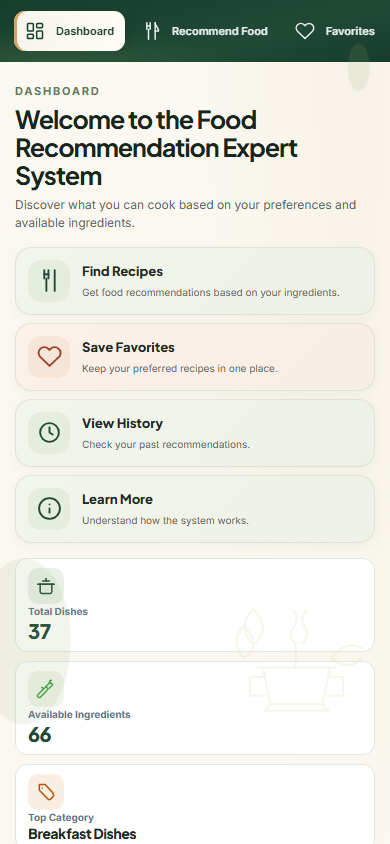 Dashboard
Recommend Food
Favorites
DASHBOARD
Welcome to the Food
Recommendation Expert
System
Discover what you can cook based on your preferences and
available ingredients.
Find Recipes
Get food recommendations based on your ingredients.
Save Favorites
Keep your preferred recipes in one place.
View History
Check your past recommendations.
Learn More
Understand how the system works.
Total Dishes
37
Available Ingredients
66
Top Category
Breakfast Dishes